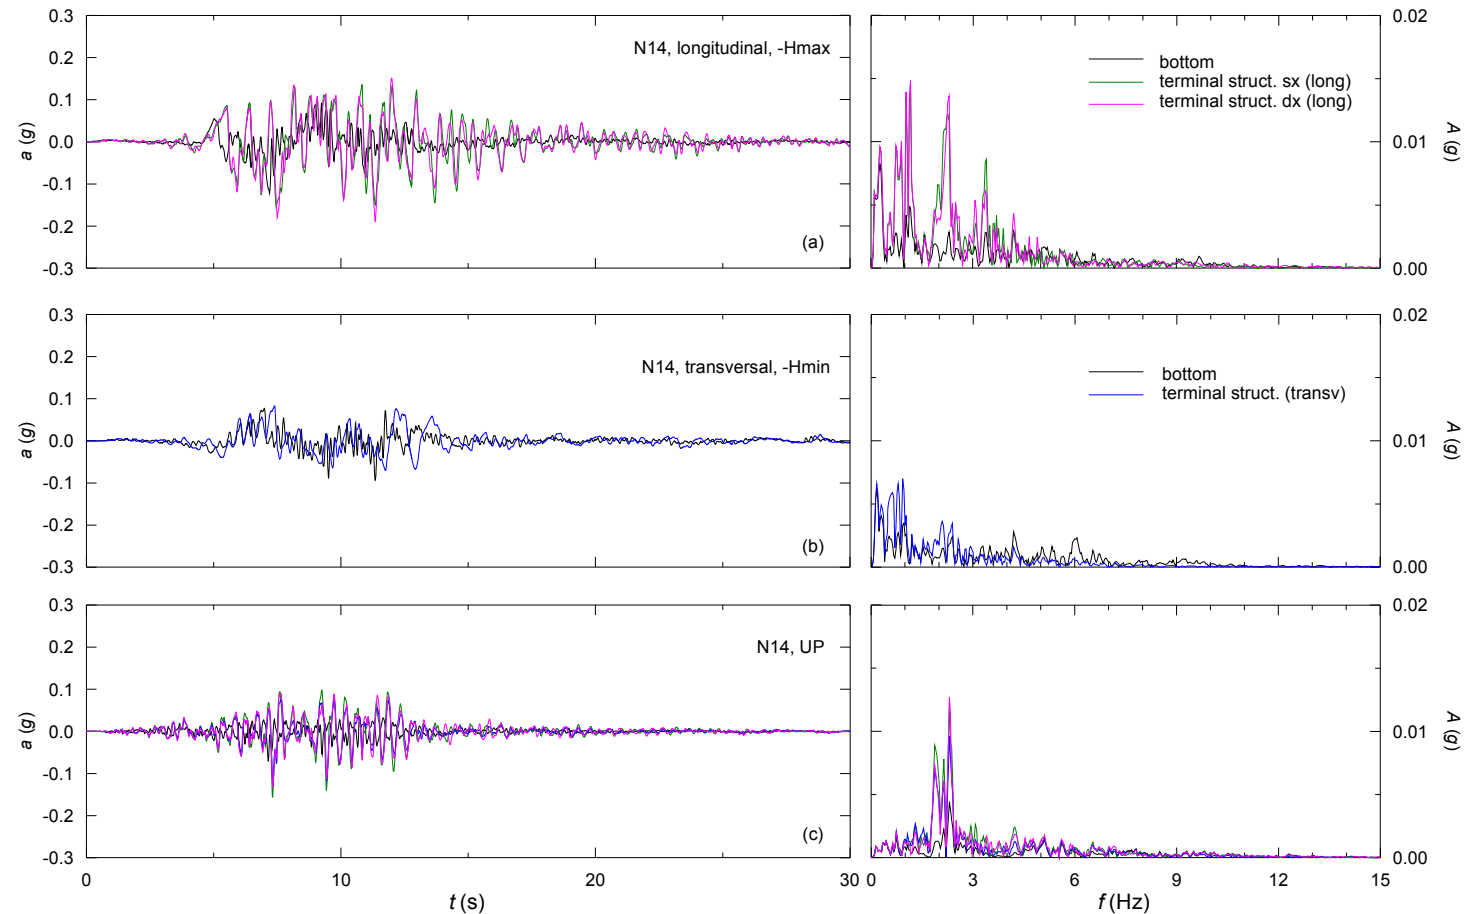 0.3
0.2
0.1
0.0
-0.1
-0.2
-0.3
a (g)
N14, longitudinal, -Hmax
(a)
bottom
terminal struct. sx (long)
terminal struct. dx (long)
0.02
0.01
0.00
A (g)
0.3
0.2
0.1
0.0
-0.1
-0.2
-0.3
a (g)
N14, transversal, -Hmin
(b)
bottom
terminal struct. (transv)
0.02
0.01
0.00
A (g)
0.3
0.2
0.1
0.0
-0.1
-0.2
-0.3
a (g)
N14, UP
(c)
0.02
0.01
0.00
A (g)
0 10 20 30
t (s)
0 3 6 9 12 15
f (Hz)